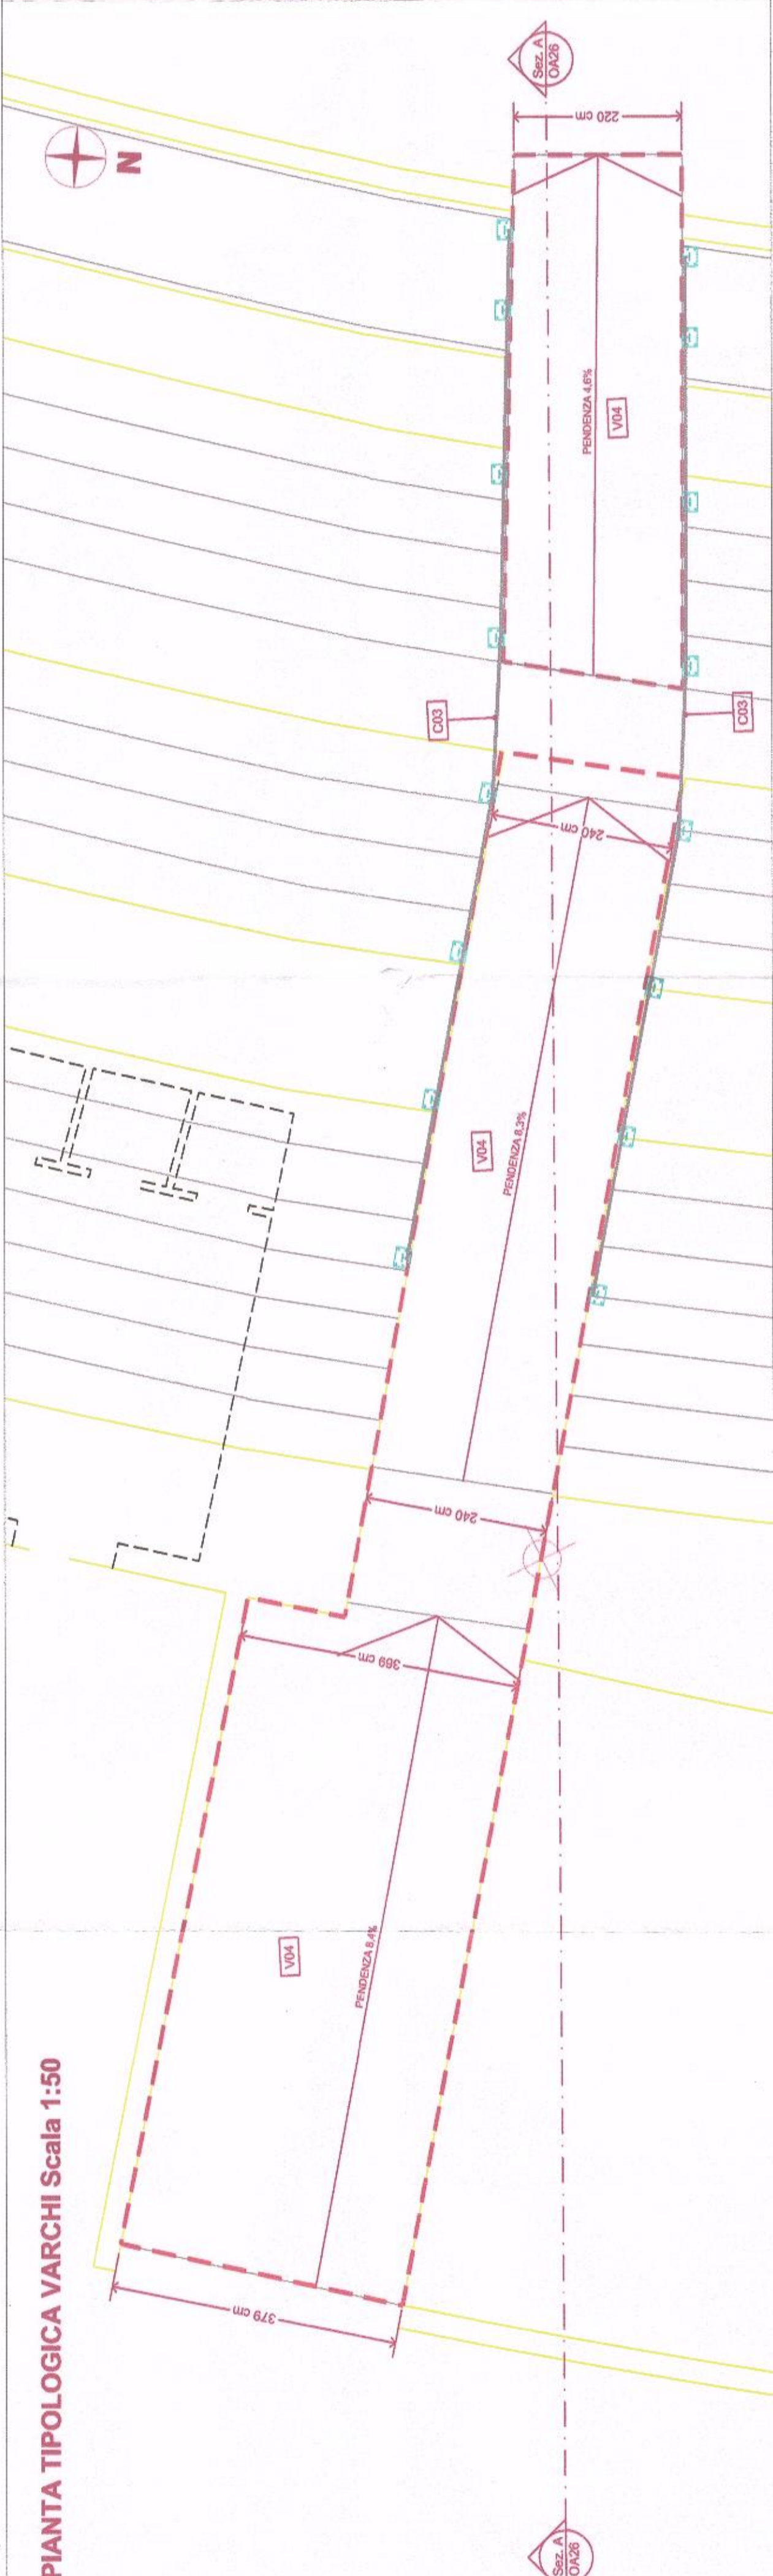 PIANTA TIPOLOGICA VARCHI Scala 1:50
N
Sez. A
OA26
220 cm
PENDENZA 4,6%
V04
C03
C03
240 cm
V04
PENDENZA 8,3%
240 cm
369 cm
V04
PENDENZA 8,4%
379 cm
Sez. A
OA26